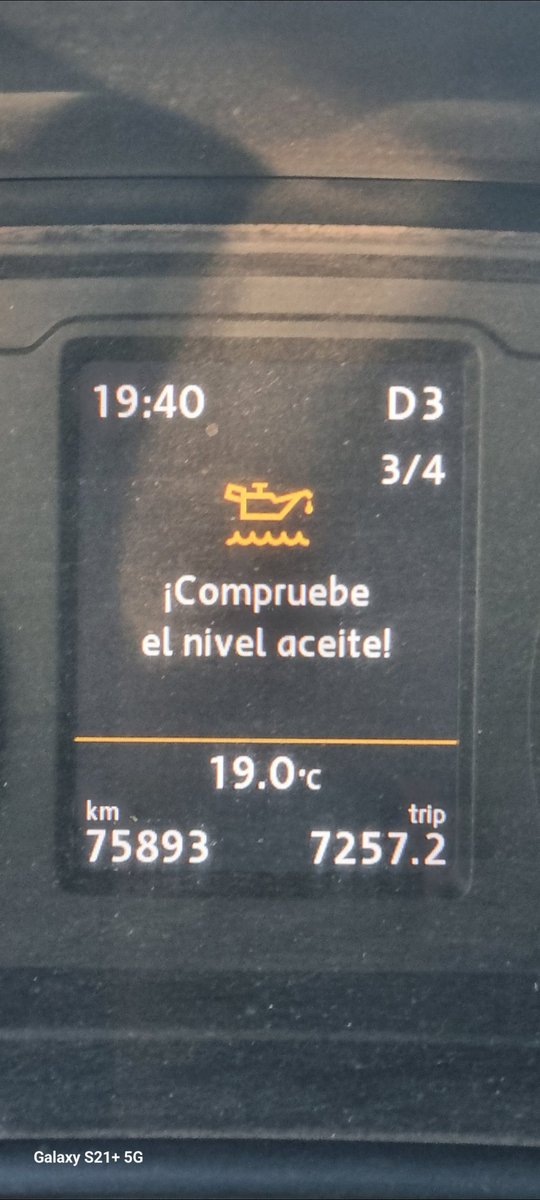 19:40 D3
3/4
¡Compruebe
el nivel aceite!
19.0°C
km trip
75893 7257.2
Galaxy S21+ 5G